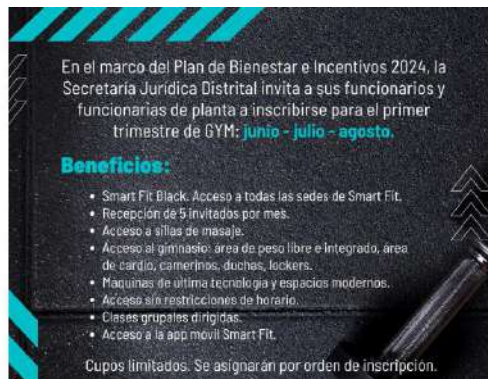 En el marco del Plan de Bienestar e Incentivos 2024, la
Secretaría Jurídica Distrital invita a sus funcionarios y
funcionarias de planta a inscribirse para el primer
trimestre de GYM: junio - julio - agosto.
Beneficios:
• Smart Fit Black. Acceso a todas las sedes de Smart Fit.
• Recepción de 5 invitados por mes.
• Acceso a sillas de masaje.
• Acceso al gimnasio: área de peso libre e integrado, área
de cardio, camerinos, duchas, lockers.
• Maquinas de última tecnología y espacios modernos.
• Acceso sin restricciones de horario.
• Clases grupales dirigidas.
• Acceso a la app móvil Smart Fit.
Cupos limitados. Se asignarán por orden de inscripción.